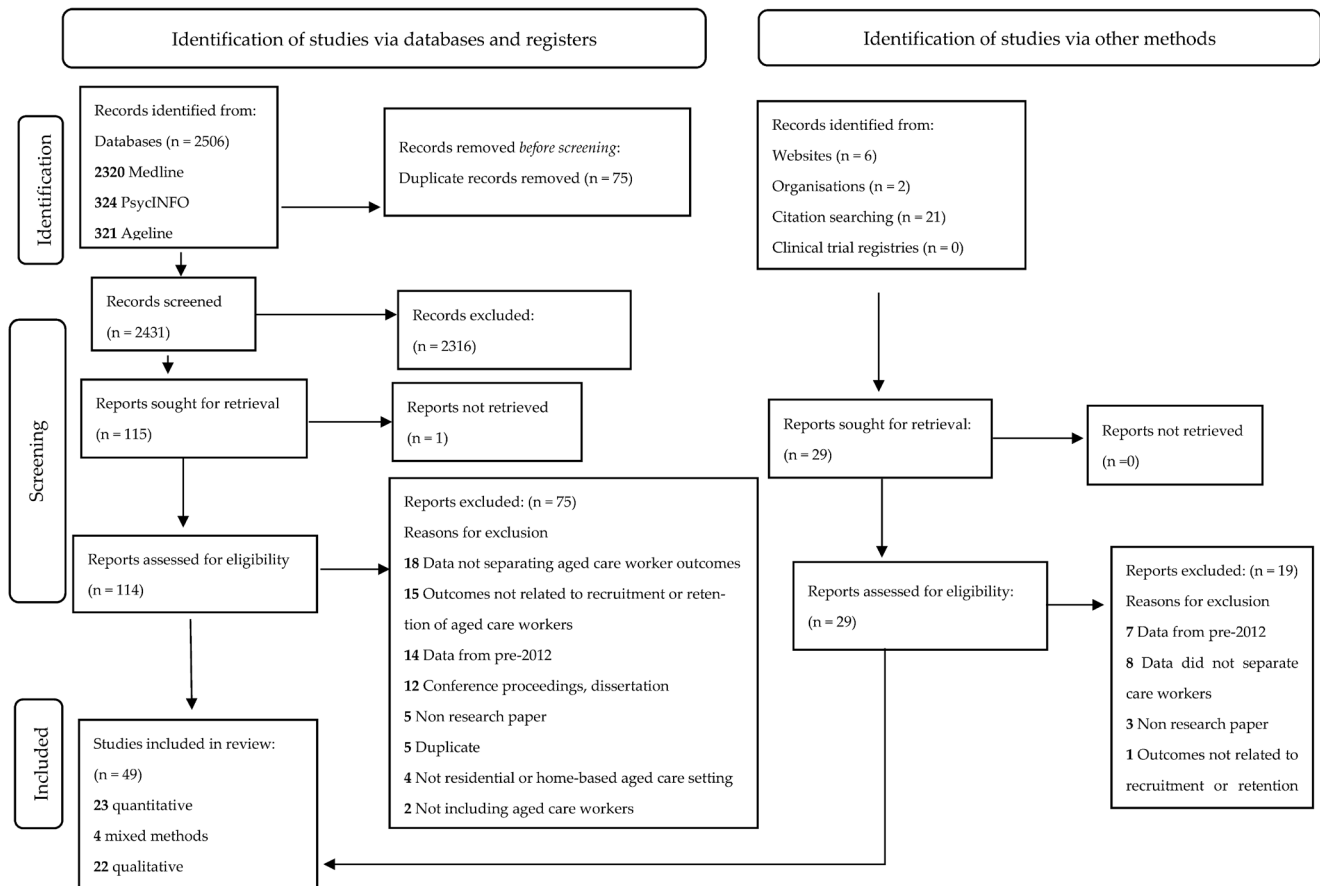 Identification of studies via databases and registers
Identification of studies via other methods
Identification
Records identified from:
Databases (n = 2506)
2320 Medline
324 PsycINFO
321 Ageline
Records removed before screening:
Duplicate records removed (n = 75)
Records identified from:
Websites (n = 6)
Organisations (n = 2)
Citation searching (n = 21)
Clinical trial registries (n = 0)
Screening
Records screened
(n = 2431)
Records excluded:
(n = 2316)
Reports sought for retrieval
(n = 115)
Reports not retrieved
(n = 1)
Reports sought for retrieval:
(n = 29)
Reports not retrieved
(n =0)
Reports assessed for eligibility
(n = 114)
Reports excluded: (n = 75)
Reasons for exclusion
18 Data not separating aged care worker outcomes
15 Outcomes not related to recruitment or reten-
tion of aged care workers
14 Data from pre-2012
12 Conference proceedings, dissertation
5 Non research paper
5 Duplicate
4 Not residential or home-based aged care setting
2 Not including aged care workers
Reports assessed for eligibility:
(n = 29)
Reports excluded: (n = 19)
Reasons for exclusion
7 Data from pre-2012
8 Data did not separate
care workers
3 Non research paper
1 Outcomes not related to
recruitment or retention
Included
Studies included in review:
(n = 49)
23 quantitative
4 mixed methods
22 qualitative